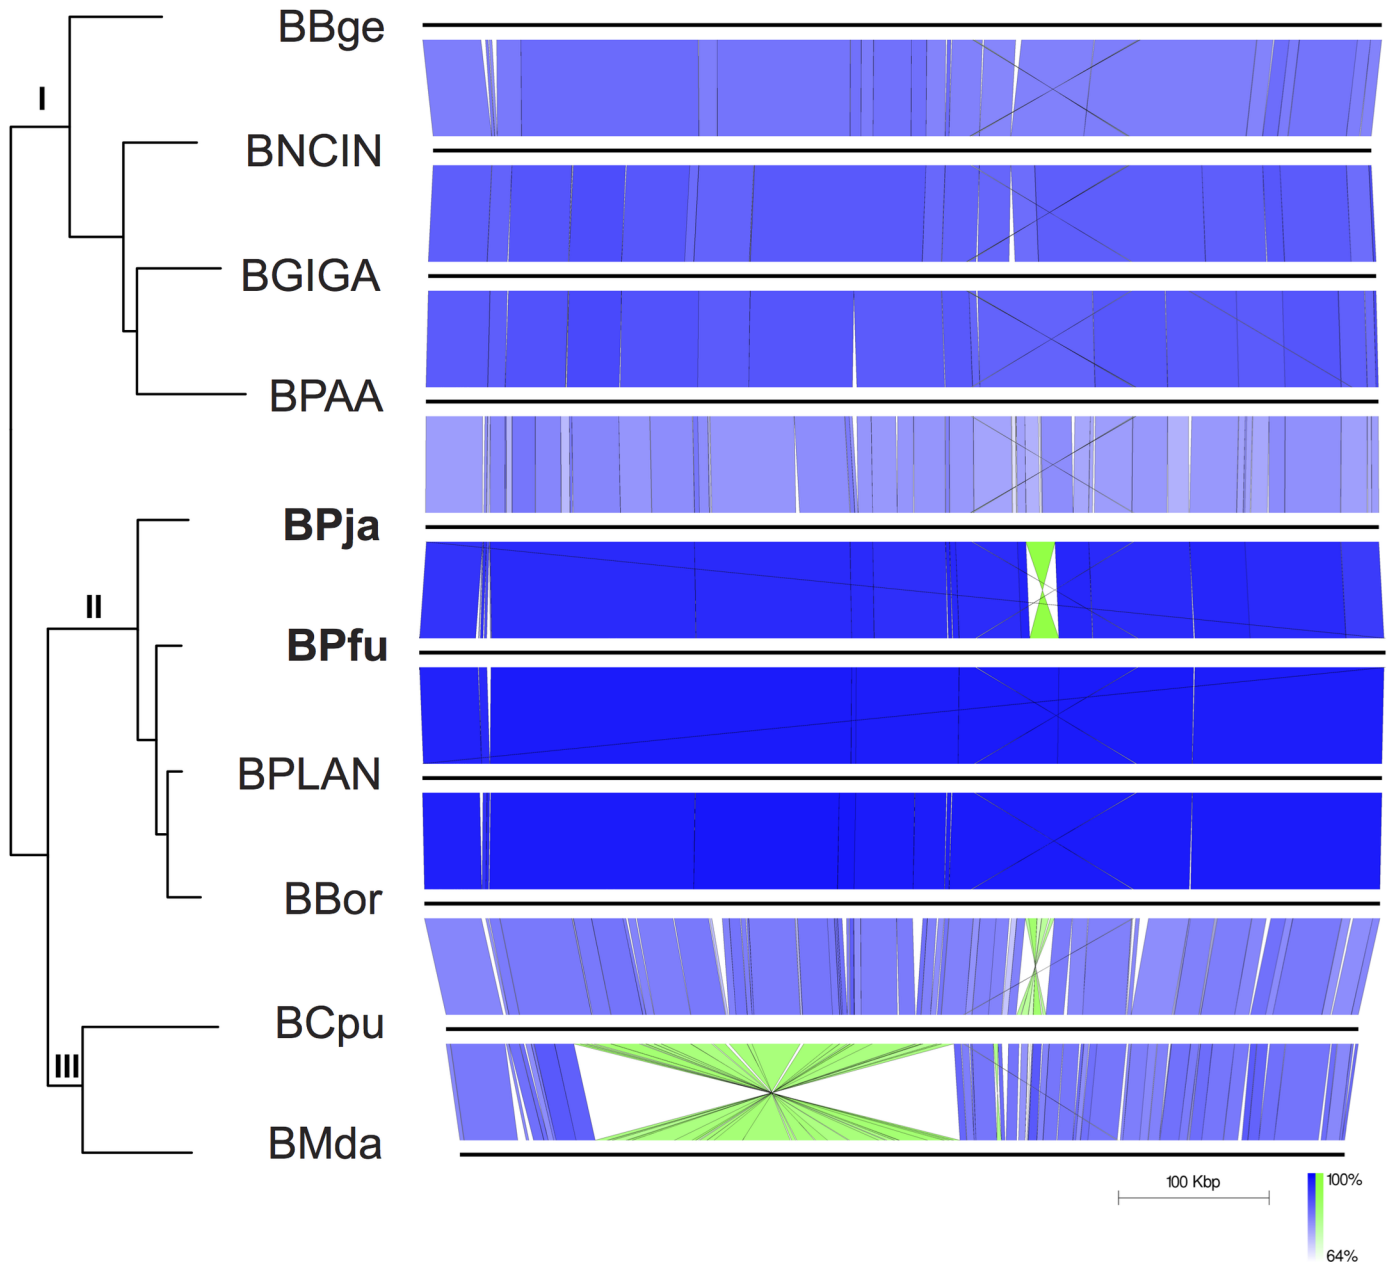 BBge
I
BNCIN
BGIGA
BPAA
BPja
II
BPfu
BPLAN
BBor
BCpu
III
BMda
100 Kbp
100%
64%